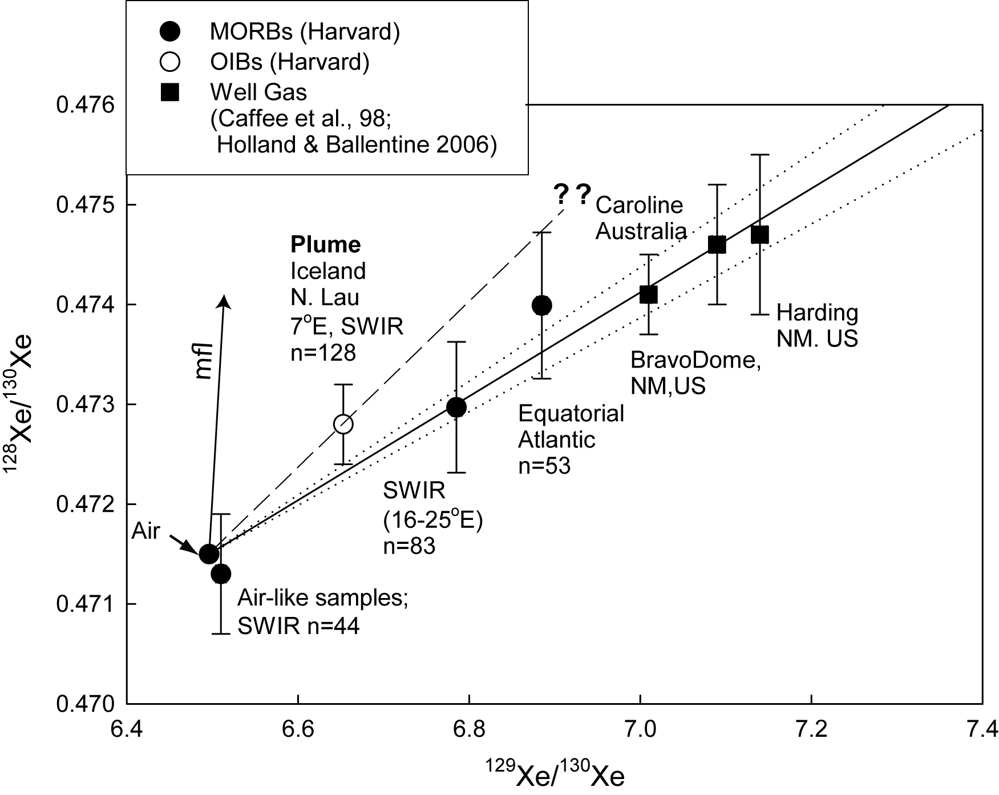 MORBs (Harvard)
OIBs (Harvard)
Well Gas
(Caffee et al., 98;
Holland & Ballentine 2006)
0.476
0.475
0.474
0.473
0.472
0.471
0.470
128Xe/130Xe
6.4
6.6
6.8
7.0
7.2
7.4
129Xe/130Xe
mfl
Air
Air-like samples;
SWIR n=44
Plume
Iceland
N. Lau
7oE, SWIR
n=128
SWIR
(16-25oE)
n=83
??
Equatorial
Atlantic
n=53
Caroline
Australia
BravoDome,
NM,US
Harding
NM. US